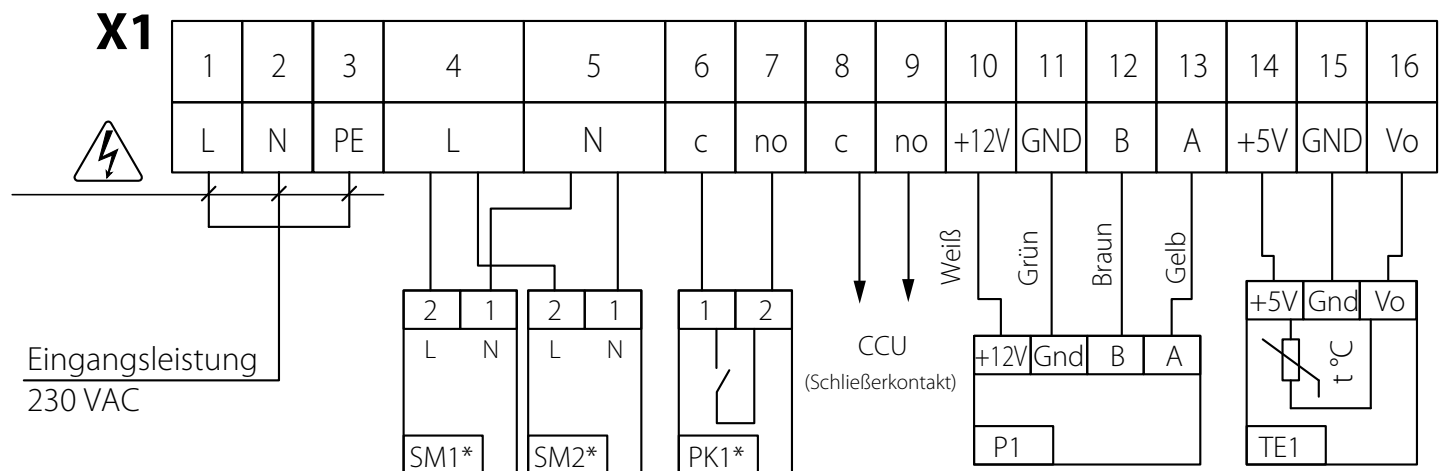 X1
1 2 3 4 5 6 7 8 9 10 11 12 13 14 15 16
L N PE L N c no c no +12V GND B A +5V GND Vo
Weiß Grün Braun Gelb
2 1 2 1 1 2 +5V Gnd Vo
L N L N CCU +12V Gnd B A t °C
(Schließerkontakt)
Eingangsleistung
230 VAC
SM1* SM2* PK1* P1 TE1